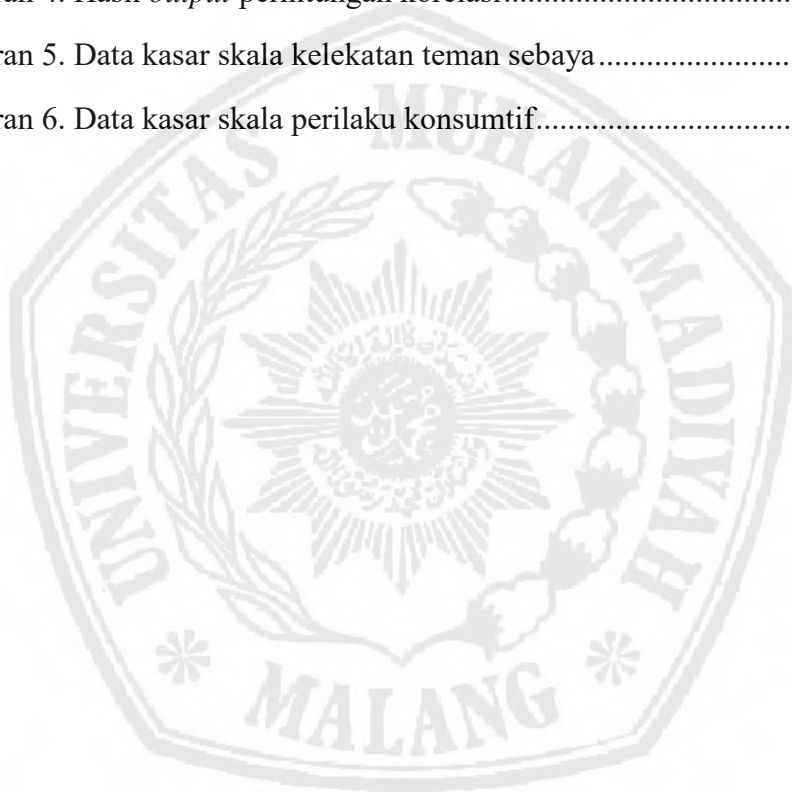 ran 4. Hasil output perhitungan korelasi..............................
ran 5. Data kasar skala kelekatan teman sebaya........................
ran 6. Data kasar skala perilaku konsumtif............................
UNIVERSITAS MUHAMMADIYAH
MALANG